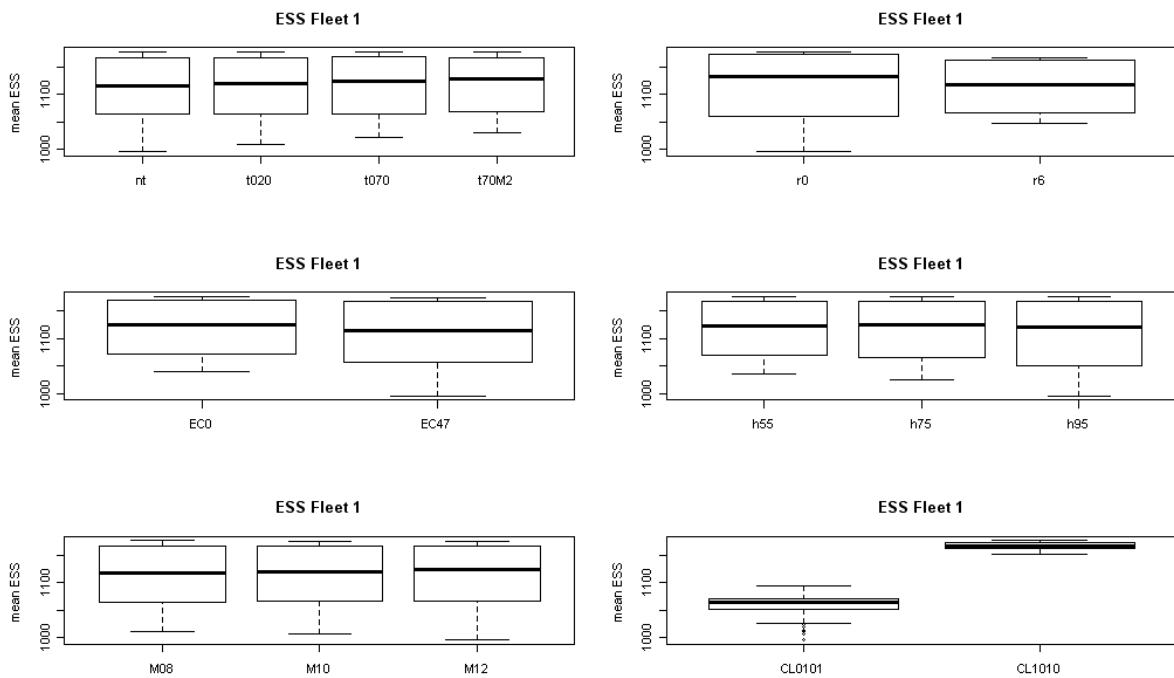 ESS Fleet 1
mean ESS
1000
1100
nt
t020
t070
t70M2
ESS Fleet 1
mean ESS
1000
1100
r0
r6
ESS Fleet 1
mean ESS
1000
1100
EC0
EC47
ESS Fleet 1
mean ESS
1000
1100
h55
h75
h95
ESS Fleet 1
mean ESS
1000
1100
M08
M10
M12
ESS Fleet 1
mean ESS
1000
1100
CL0101
CL1010